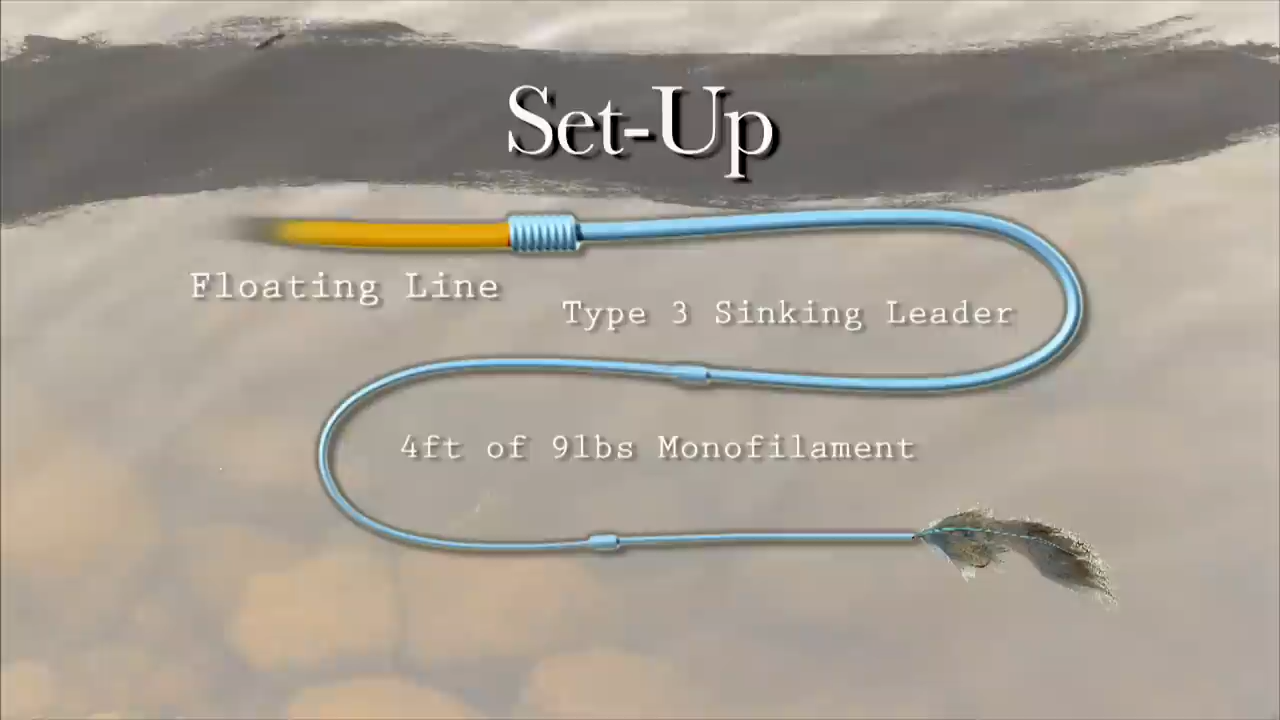 Set-Up
Floating Line
Type 3 Sinking Leader
4ft of 9lbs Monofilament